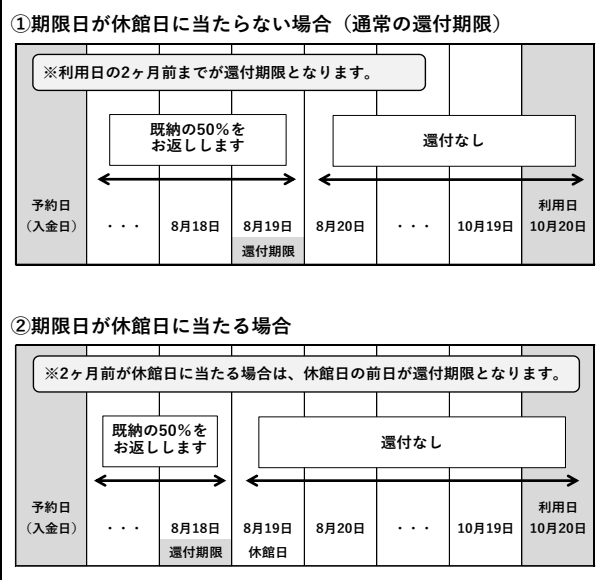 ①期限日が休館日に当たらない場合（通常の還付期限）
※利用日の2ヶ月前までが還付期限となります。
既納の50%を
お返しします
還付なし
予約日
（入金日）
・・・
8月18日
8月19日
還付期限
8月20日
・・・
10月19日
利用日
10月20日
②期限日が休館日に当たる場合
※2ヶ月前が休館日に当たる場合は、休館日の前日が還付期限となります。
既納の50%を
お返しします
還付なし
予約日
（入金日）
・・・
8月18日
還付期限
8月19日
休館日
8月20日
・・・
10月19日
利用日
10月20日